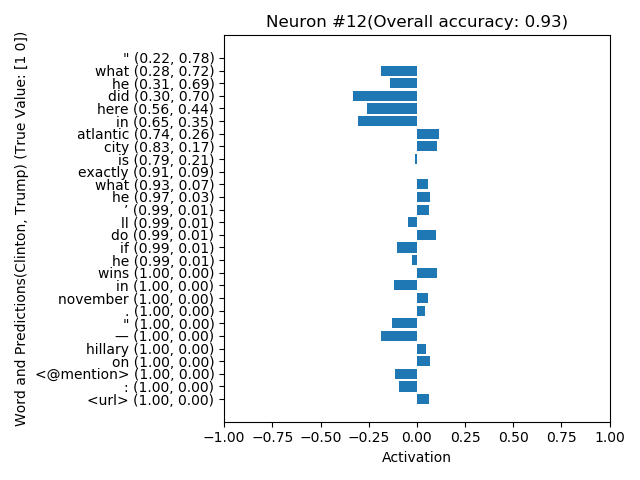 Neuron #12(Overall accuracy: 0.93)
Word and Predictions(Clinton, Trump) (True Value: [1 0])
" (0.22, 0.78)
what (0.28, 0.72)
he (0.31, 0.69)
did (0.30, 0.70)
here (0.56, 0.44)
in (0.65, 0.35)
atlantic (0.74, 0.26)
city (0.83, 0.17)
is (0.79, 0.21)
exactly (0.91, 0.09)
what (0.93, 0.07)
he (0.97, 0.03)
’ (0.99, 0.01)
ll (0.99, 0.01)
do (0.99, 0.01)
if (0.99, 0.01)
he (0.99, 0.01)
wins (1.00, 0.00)
in (1.00, 0.00)
november (1.00, 0.00)
. (1.00, 0.00)
" (1.00, 0.00)
— (1.00, 0.00)
hillary (1.00, 0.00)
on (1.00, 0.00)
<@mention> (1.00, 0.00)
: (1.00, 0.00)
<url> (1.00, 0.00)
−1.00 −0.75 −0.50 −0.25 0.00 0.25 0.50 0.75 1.00
Activation